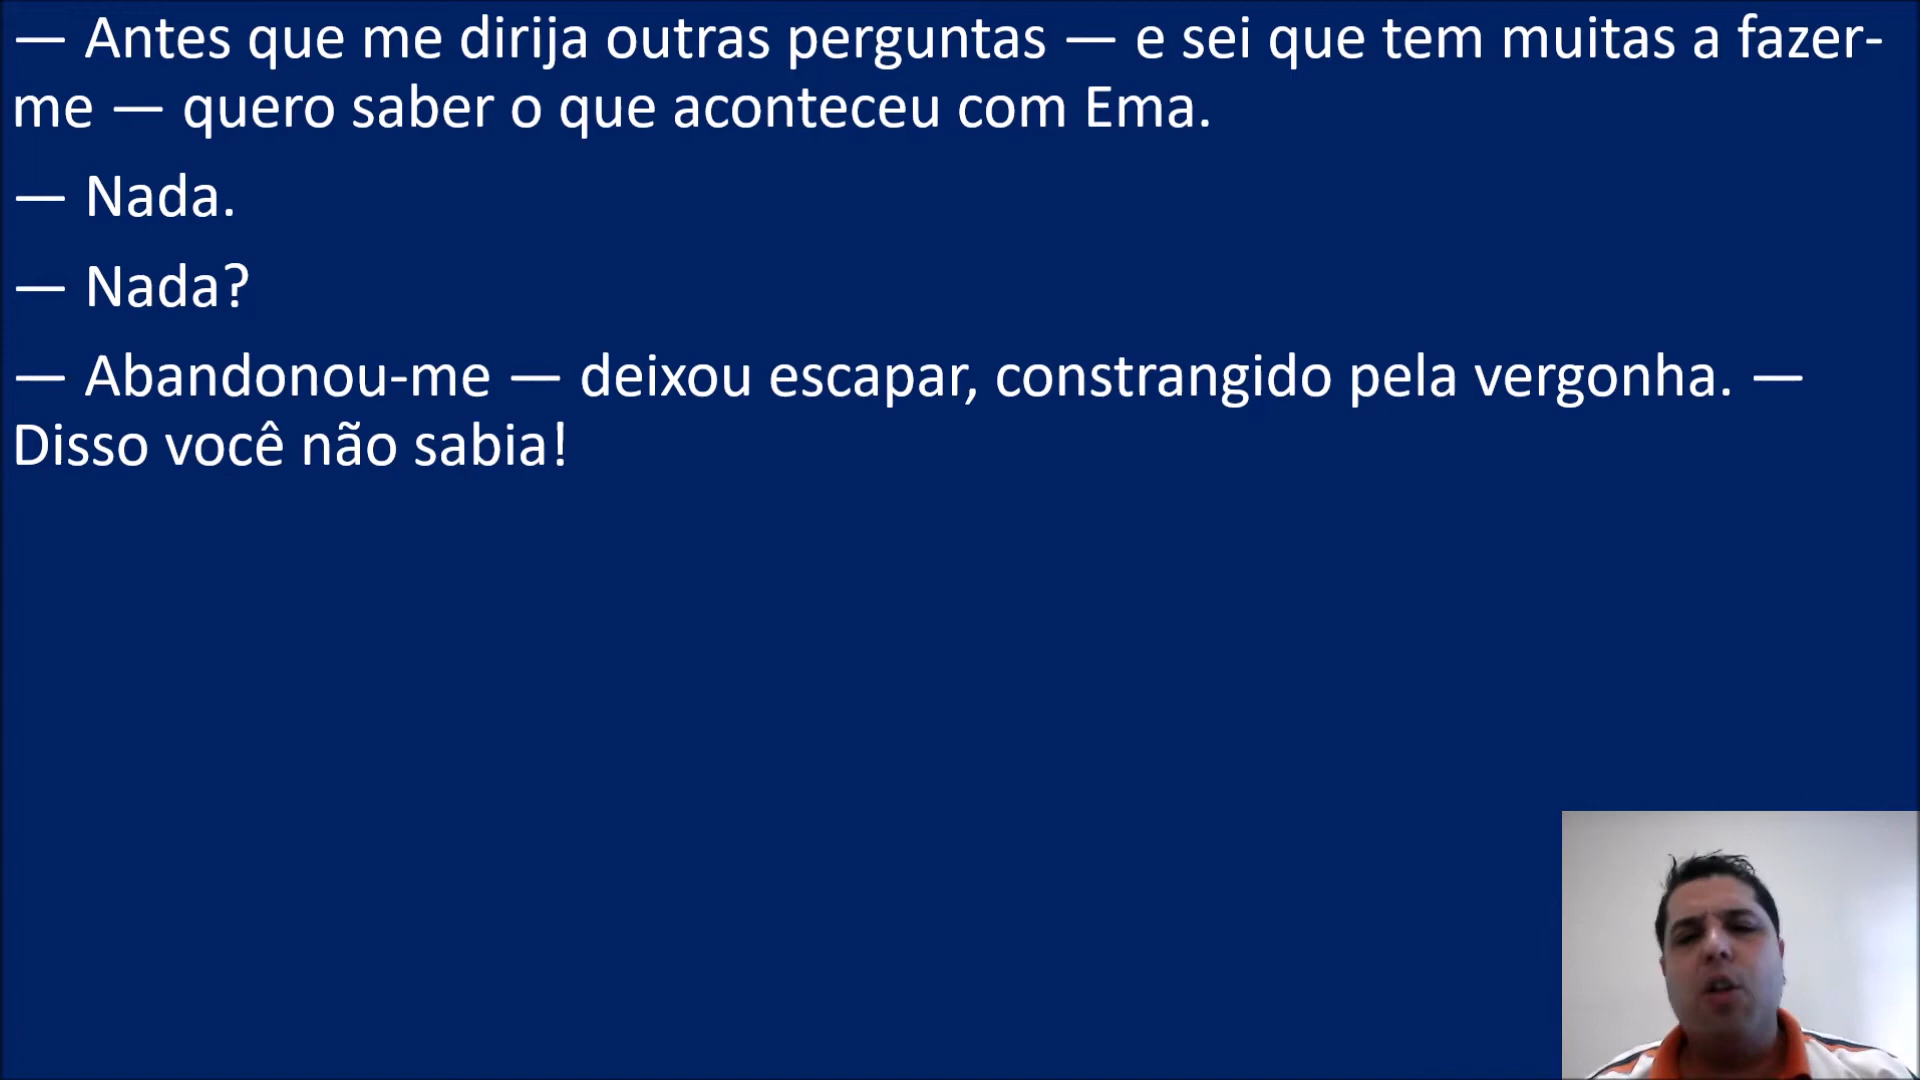 — Antes que me dirija outras perguntas — e sei que tem muitas a fazer-
me — quero saber o que aconteceu com Ema.
— Nada.
— Nada?
— Abandonou-me — deixou escapar, constrangido pela vergonha. —
Disso você não sabia!